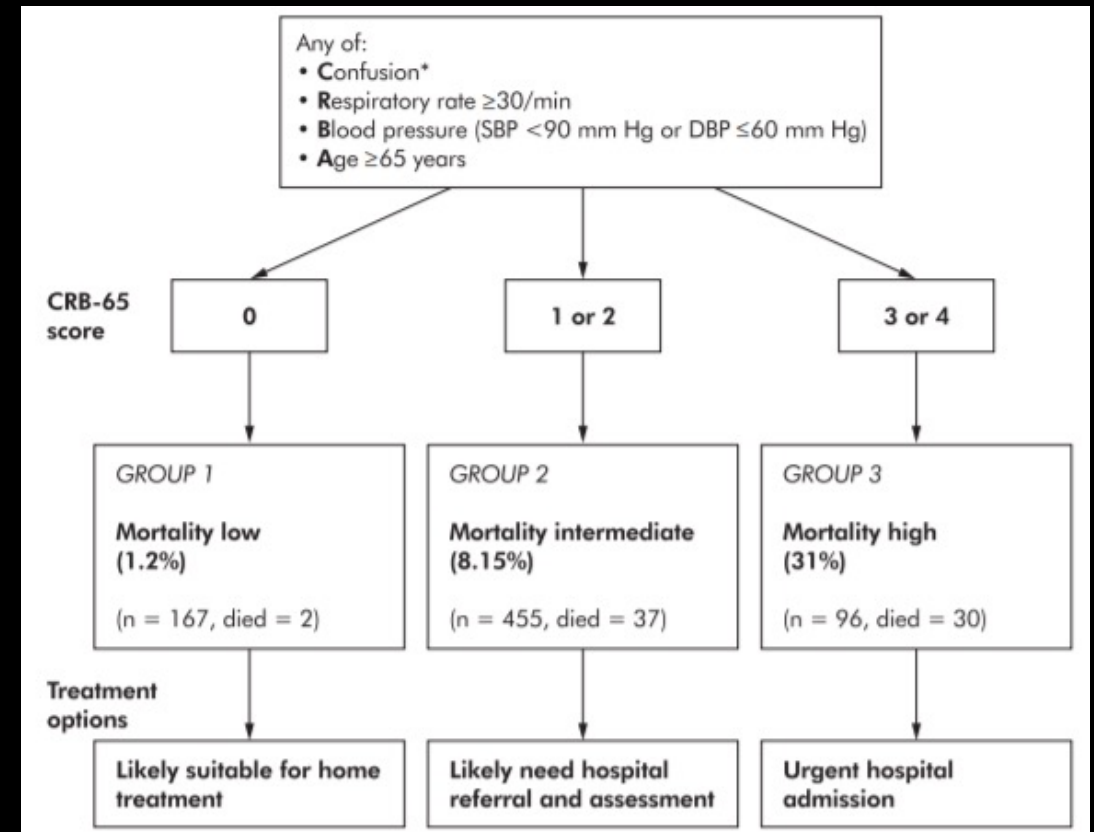 Any of:
• Confusion*
• Respiratory rate ≥30/min
• Blood pressure (SBP <90 mm Hg or DBP ≤60 mm Hg)
• Age ≥65 years
CRB-65
score
0
1 or 2
3 or 4
GROUP 1
Mortality low
(1.2%)
(n = 167, died = 2)
GROUP 2
Mortality intermediate
(8.15%)
(n = 455, died = 37)
GROUP 3
Mortality high
(31%)
(n = 96, died = 30)
Treatment
options
Likely suitable for home
treatment
Likely need hospital
referral and assessment
Urgent hospital
admission